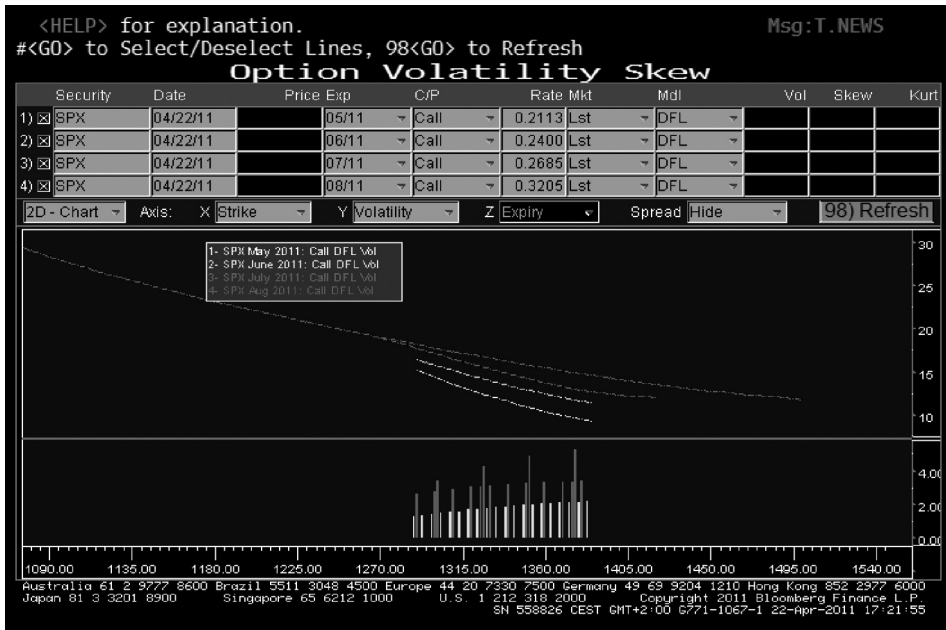 <HELP> for explanation. Msg:T.NEWS
#<GO> to Select/Deselect Lines, 98<GO> to Refresh
Option Volatility Skew
Security Date Price Exp C/P Rate Mkt Mdl Vol Skew Kurt
1) SPX 04/22/11 05/11 Call 0.2113 Lst DFL
2) SPX 04/22/11 06/11 Call 0.2400 Lst DFL
3) SPX 04/22/11 07/11 Call 0.2685 Lst DFL
4) SPX 04/22/11 08/11 Call 0.3205 Lst DFL
2D - Chart Axis: X Strike Y Volatility Z Expiry Spread Hide 98) Refresh
1- SPX May 2011: Call DFL Vol
2- SPX June 2011: Call DFL Vol
3- SPX July 2011: Call DFL Vol
4- SPX Aug 2011: Call DFL Vol
30
25
20
15
10
4.00
2.00
0.00
1090.00 1135.00 1180.00 1225.00 1270.00 1315.00 1360.00 1405.00 1450.00 1495.00 1540.00
Australia 61 2 9777 8600 Brazil 5511 3048 4500 Europe 44 20 7330 7500 Germany 49 69 9204 1210 Hong Kong 852 2977 6000
Japan 81 3 3201 8900 Singapore 65 6212 1000 U.S. 1 212 318 2000 Copyright 2011 Bloomberg Finance L.P.
SN 558826 CEST GMT+2:00 G771-1067-1 22-Apr-2011 17:21:55